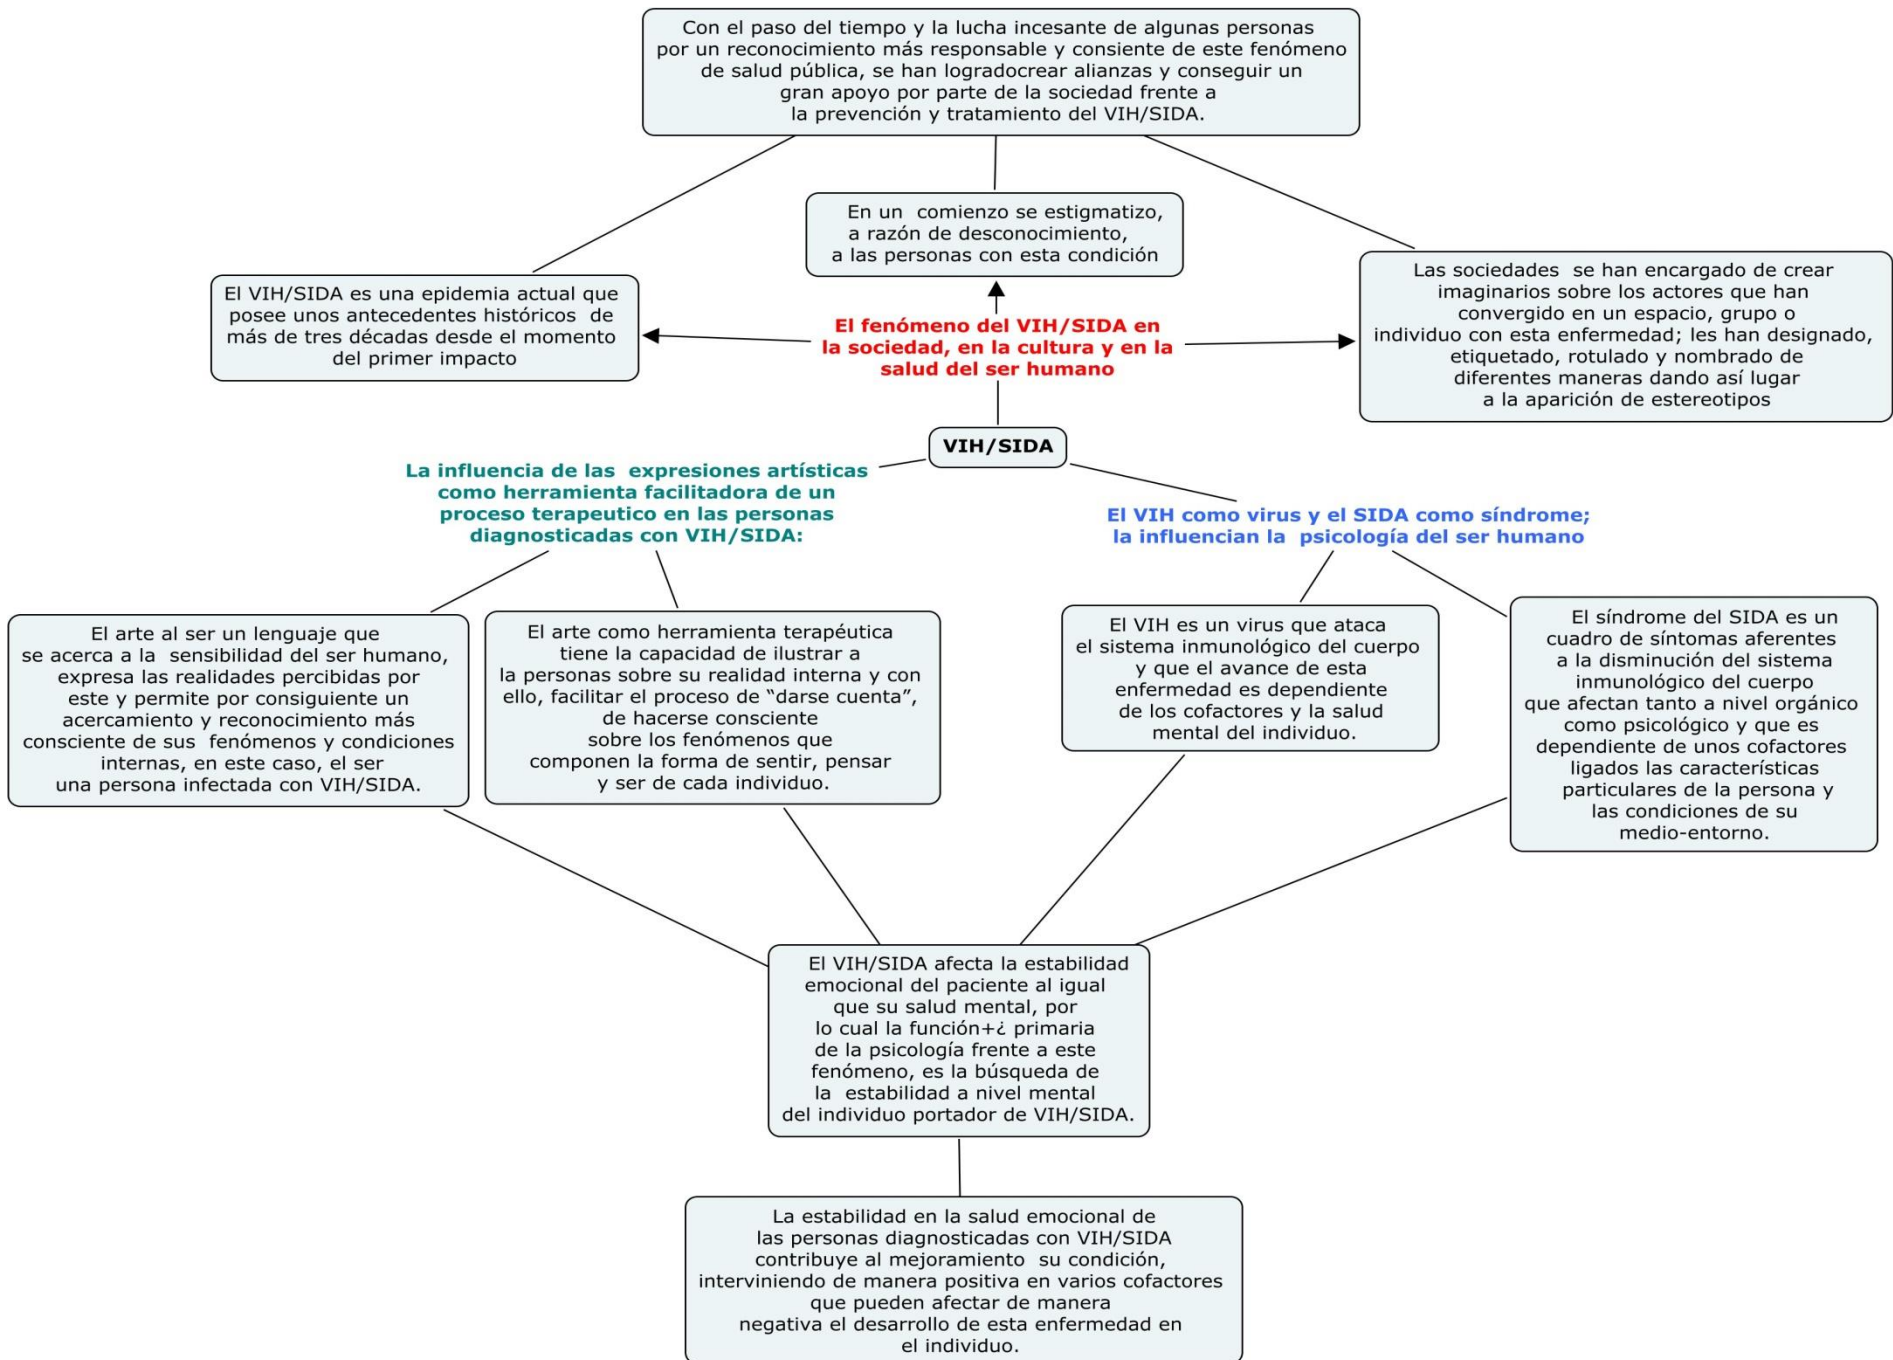 Con el paso del tiempo y la lucha incesante de algunas personas
por un reconocimiento más responsable y consiente de este fenómeno
de salud pública, se han logradocrear alianzas y conseguir un
gran apoyo por parte de la sociedad frente a
la prevención y tratamiento del VIH/SIDA.
En un comienzo se estigmatizo,
a razón de desconocimiento,
a las personas con esta condición
El VIH/SIDA es una epidemia actual que
posee unos antecedentes históricos de
más de tres décadas desde el momento
del primer impacto
El fenómeno del VIH/SIDA en
la sociedad, en la cultura y en la
salud del ser humano
Las sociedades se han encargado de crear
imaginarios sobre los actores que han
convergido en un espacio, grupo o
individuo con esta enfermedad; les han designado,
etiquetado, rotulado y nombrado de
diferentes maneras dando así lugar
a la aparición de estereotipos
VIH/SIDA
La influencia de las expresiones artísticas
como herramienta facilitadora de un
proceso terapeutico en las personas
diagnosticadas con VIH/SIDA:
El VIH como virus y el SIDA como síndrome;
la influencian la psicología del ser humano
El arte al ser un lenguaje que
se acerca a la sensibilidad del ser humano,
expresa las realidades percibidas por
este y permite por consiguiente un
acercamiento y reconocimiento más
consciente de sus fenómenos y condiciones
internas, en este caso, el ser
una persona infectada con VIH/SIDA.
El arte como herramienta terapéutica
tiene la capacidad de ilustrar a
la personas sobre su realidad interna y con
ello, facilitar el proceso de “darse cuenta”,
de hacerse consciente
sobre los fenómenos que
componen la forma de sentir, pensar
y ser de cada individuo.
El VIH es un virus que ataca
el sistema inmunológico del cuerpo
y que el avance de esta
enfermedad es dependiente
de los cofactores y la salud
mental del individuo.
El síndrome del SIDA es un
cuadro de síntomas aferentes
a la disminución del sistema
inmunológico del cuerpo
que afectan tanto a nivel orgánico
como psicológico y que es
dependiente de unos cofactores
ligados las características
particulares de la persona y
las condiciones de su
medio-entorno.
El VIH/SIDA afecta la estabilidad
emocional del paciente al igual
que su salud mental, por
lo cual la función+¿ primaria
de la psicología frente a este
fenómeno, es la búsqueda de
la estabilidad a nivel mental
del individuo portador de VIH/SIDA.
La estabilidad en la salud emocional de
las personas diagnosticadas con VIH/SIDA
contribuye al mejoramiento su condición,
interviniendo de manera positiva en varios cofactores
que pueden afectar de manera
negativa el desarrollo de esta enfermedad en
el individuo.